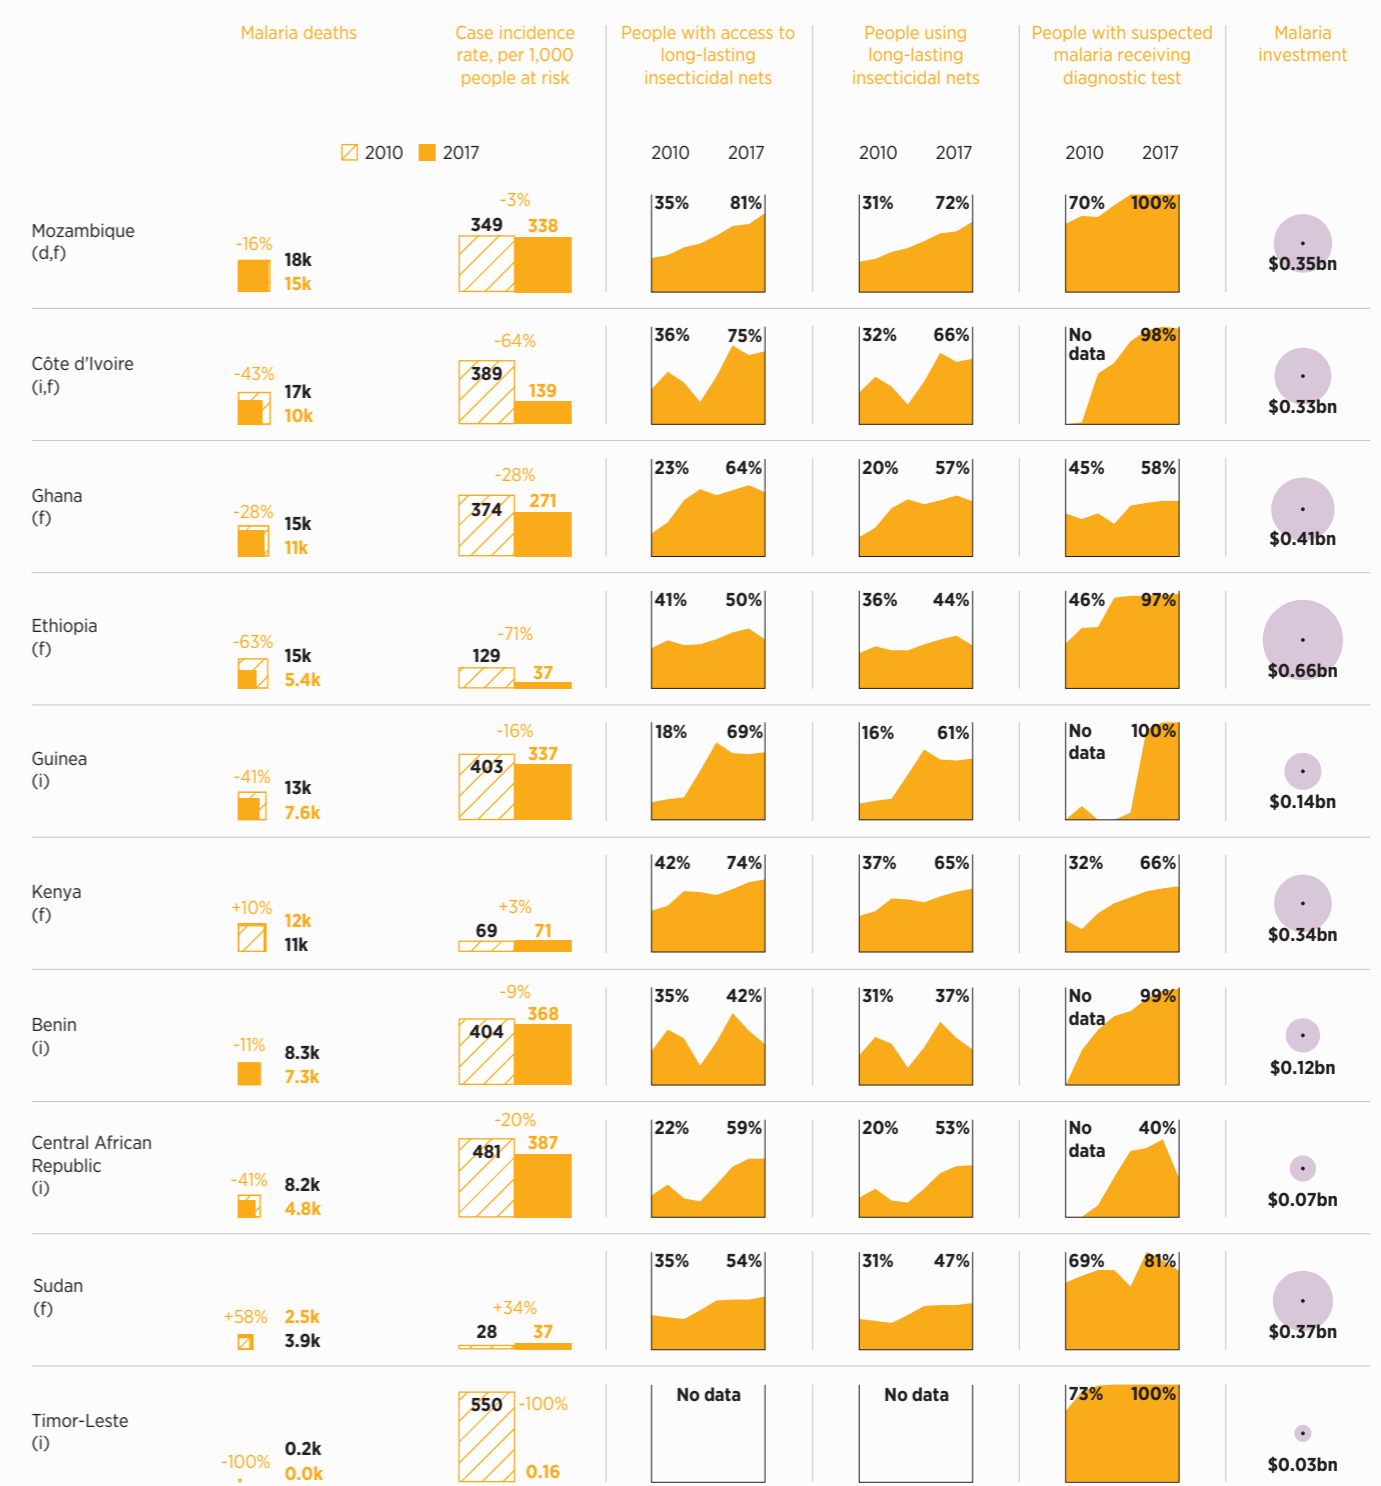 Malaria deaths
Case incidence
rate, per 1,000
people at risk
People with access to
long-lasting
insecticidal nets
People using
long-lasting
insecticidal nets
People with suspected
malaria receiving
diagnostic test
Malaria
investment
2010 2017
2010 2017
2010 2017
2010 2017
Mozambique
(d,f)
-16%
18k
15k
-3%
349 338
35% 81%
31% 72%
70% 100%
$0.35bn
Côte d'Ivoire
(i,f)
-43%
17k
10k
-64%
389
139
36% 75%
32% 66%
No
data
98%
$0.33bn
Ghana
(f)
-28%
15k
11k
-28%
374
271
23% 64%
20% 57%
45% 58%
$0.41bn
Ethiopia
(f)
-63%
15k
5.4k
-71%
129
37
41% 50%
36% 44%
46% 97%
$0.66bn
Guinea
(i)
-41%
13k
7.6k
-16%
403
337
18% 69%
16% 61%
No
data
100%
$0.14bn
Kenya
(f)
+10%
12k
11k
+3%
69 71
42% 74%
37% 65%
32% 66%
$0.34bn
Benin
(i)
-11%
8.3k
7.3k
-9%
404
368
35% 42%
31% 37%
No
data
99%
$0.12bn
Central African
Republic
(i)
-41%
8.2k
4.8k
-20%
481
387
22% 59%
20% 53%
No
data
40%
$0.07bn
Sudan
(f)
+58%
2.5k
3.9k
+34%
28 37
35% 54%
31% 47%
69% 81%
$0.37bn
Timor-Leste
(i)
-100%
0.2k
0.0k
550
-100%
0.16
No data
No data
73% 100%
$0.03bn